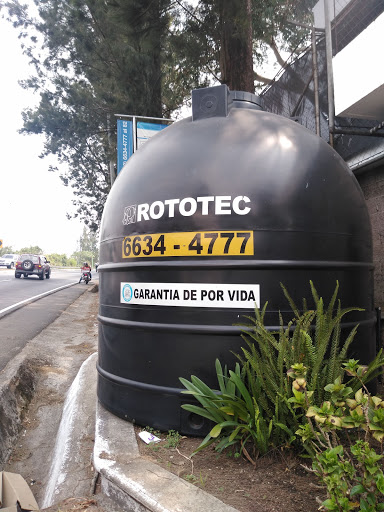 ROTOTEC
6634 - 4777
GARANTIA DE POR VIDA